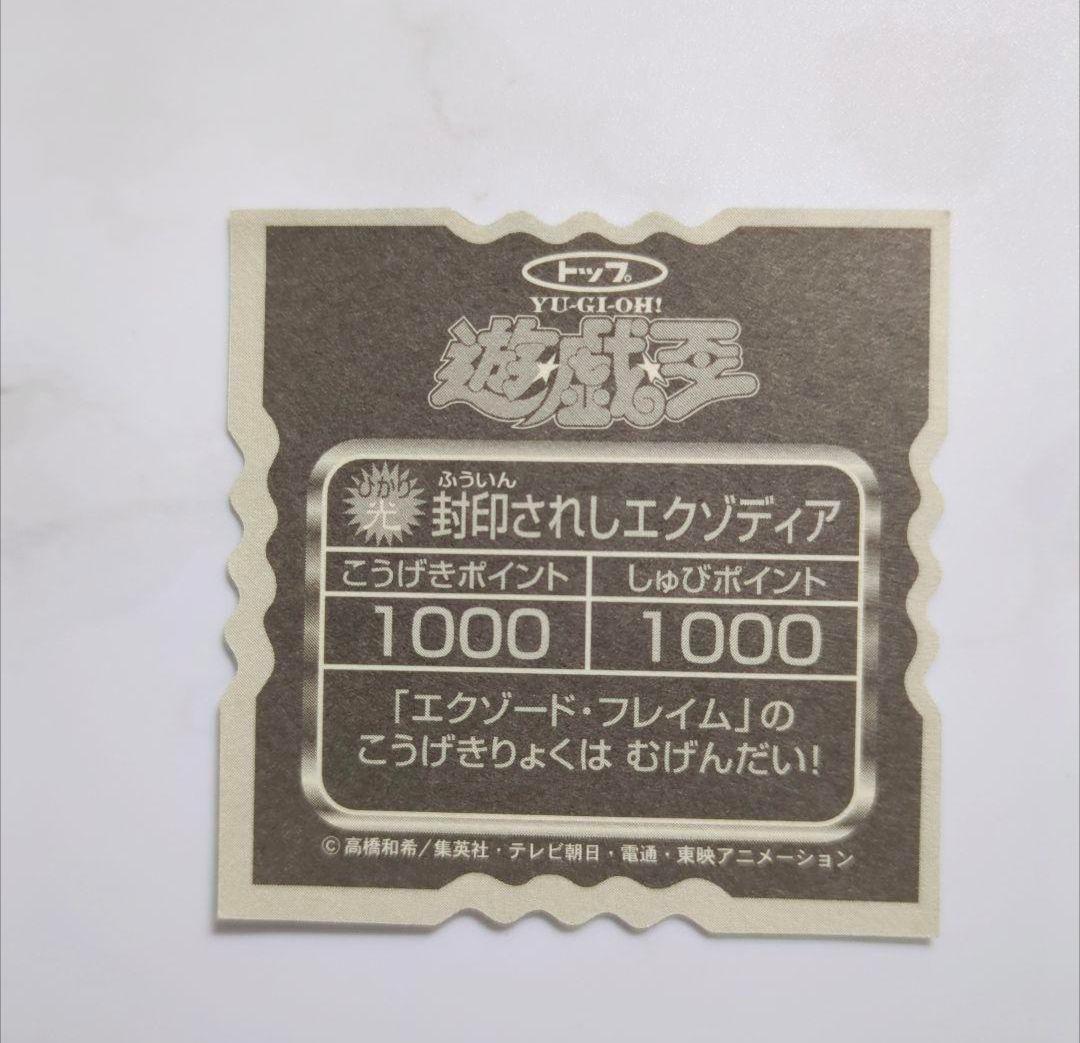 トップ。
YU-GI-OH!
遊戯王
ひかり
光
ふういん
封印されしエクゾディア
こうげきポイント しゅびポイント
1000 1000
「エクゾード・フレイム」の
こうげきりょくは むげんだい!
©高橋和希/集英社・テレビ朝日・電通・東映アニメーション